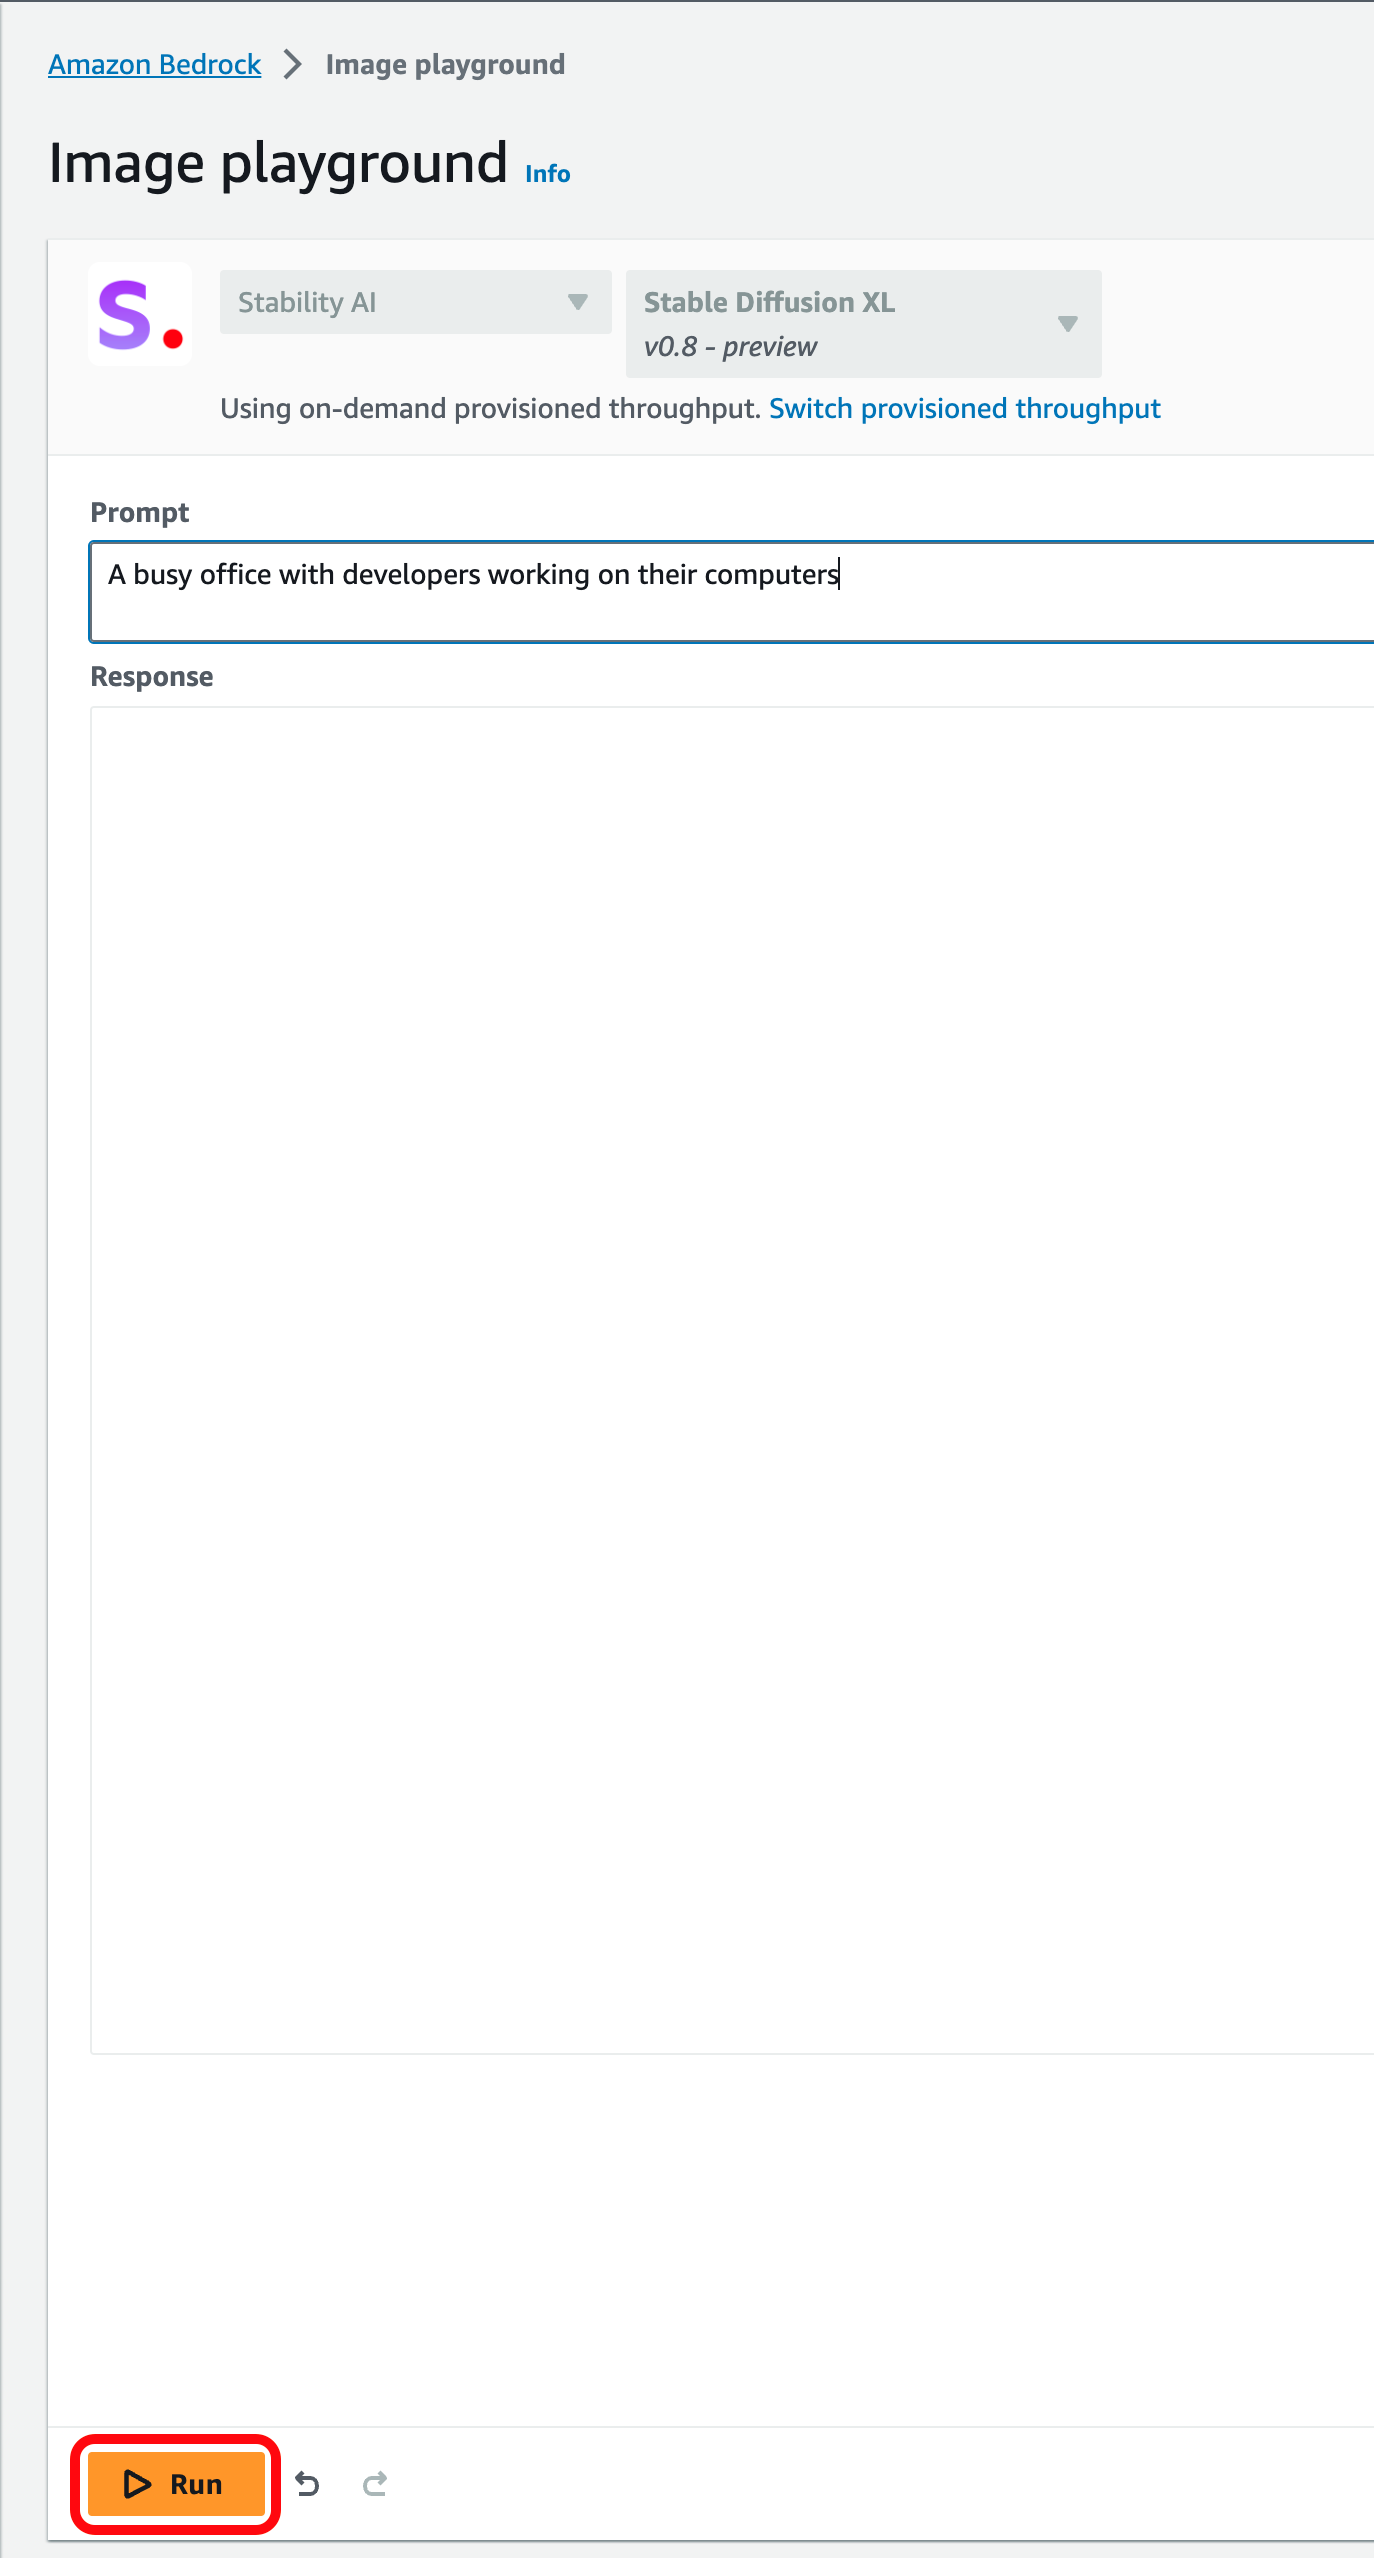 Amazon Bedrock > Image playground
Image playground Info
S.
Stability AI
Stable Diffusion XL
v0.8 - preview
Using on-demand provisioned throughput. Switch provisioned throughput
Prompt
A busy office with developers working on their computers
Response
Run